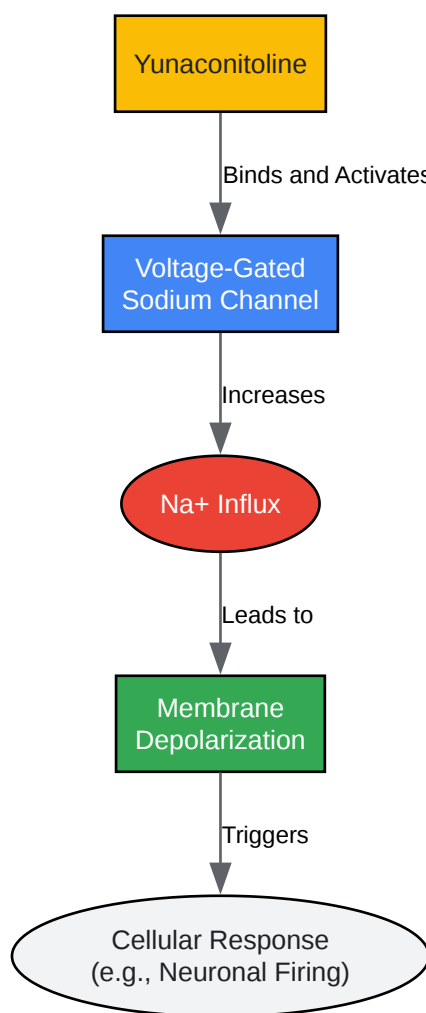 Yunaconitoline
Binds and Activates
Voltage-Gated
Sodium Channel
Increases
Na+ Influx
Leads to
Membrane
Depolarization
Triggers
Cellular Response
(e.g., Neuronal Firing)